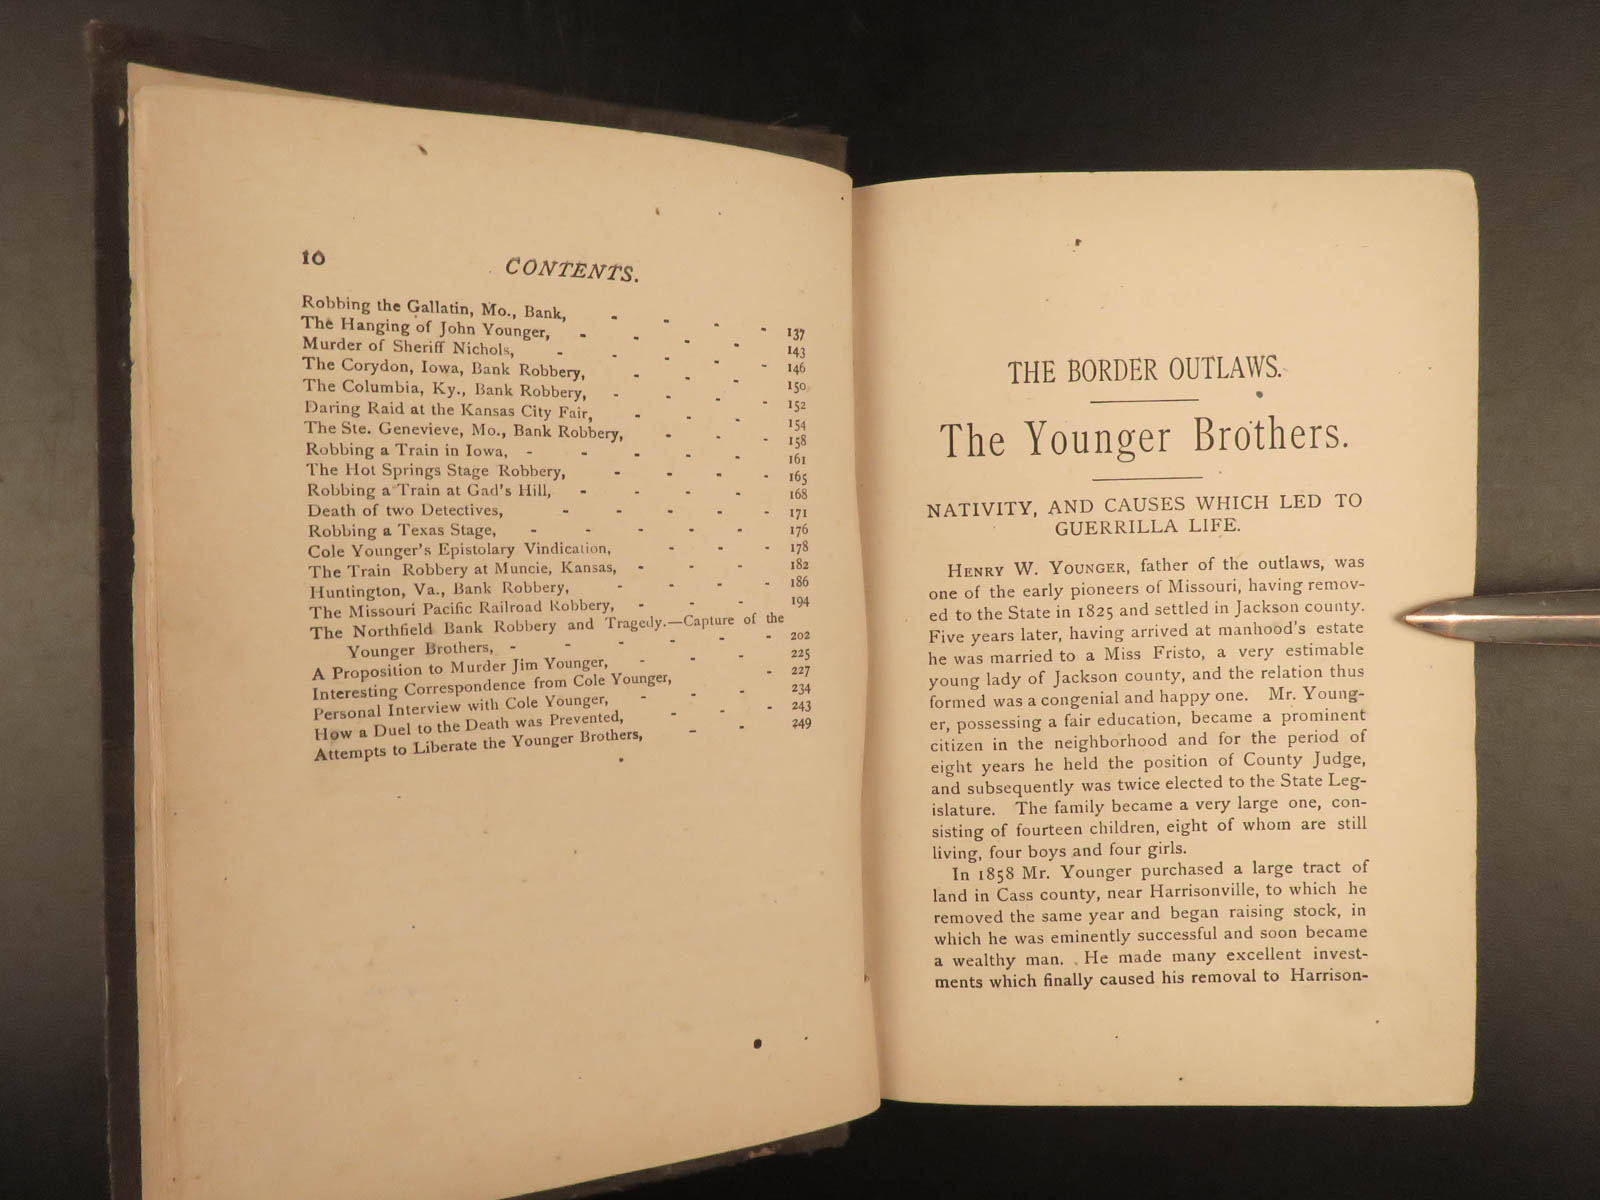 10 CONTENTS.
Robbing the Gallatin, Mo., Bank, - - - - 137
The Hanging of John Younger, - - - - 143
Murder of Sheriff Nichols, - - - - 146
The Corydon, Iowa, Bank Robbery, - - - 150
The Columbia, Ky., Bank Robbery, - - - - 152
Daring Raid at the Kansas City Fair, - - - 154
The Ste. Genevieve, Mo., Bank Robbery, - - - 158
Robbing a Train in Iowa, - - - - - 161
The Hot Springs Stage Robbery, - - - - 165
Robbing a Train at Gad's Hill, - - - - 168
Death of two Detectives, - - - - 171
Robbing a Texas Stage, - - - - - 176
Cole Younger's Epistolary Vindication, - - - 178
The Train Robbery at Muncie, Kansas, - - - 182
Huntington, Va., Bank Robbery, - - - - 186
The Missouri Pacific Railroad Robbery, - - - 194
The Northfield Bank Robbery and Tragedy.—Capture of the
Younger Brothers, - - - - - - 202
A Proposition to Murder Jim Younger, - - - 225
Interesting Correspondence from Cole Younger, - 227
Personal Interview with Cole Younger, - - - 234
How a Duel to the Death was Prevented, - - - 243
Attempts to Liberate the Younger Brothers, - - 249
THE BORDER OUTLAWS.
The Younger Brothers.
NATIVITY, AND CAUSES WHICH LED TO
GUERRILLA LIFE.
HENRY W. YOUNGER, father of the outlaws, was
one of the early pioneers of Missouri, having remov-
ed to the State in 1825 and settled in Jackson county.
Five years later, having arrived at manhood's estate
he was married to a Miss Fristo, a very estimable
young lady of Jackson county, and the relation thus
formed was a congenial and happy one. Mr. Young-
er, possessing a fair education, became a prominent
citizen in the neighborhood and for the period of
eight years he held the position of County Judge,
and subsequently was twice elected to the State Leg-
islature. The family became a very large one, con-
sisting of fourteen children, eight of whom are still
living, four boys and four girls.
In 1858 Mr. Younger purchased a large tract of
land in Cass county, near Harrisonville, to which he
removed the same year and began raising stock, in
which he was eminently successful and soon became
a wealthy man. He made many excellent invest-
ments which finally caused his removal to Harrison-